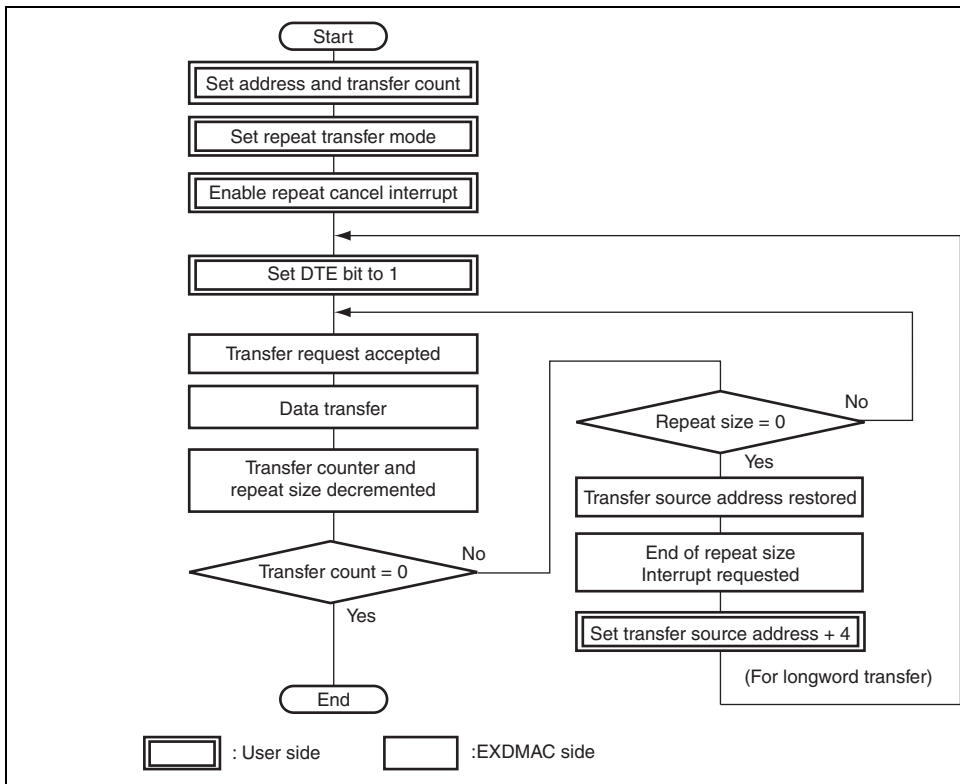 Start
Set address and transfer count
Set repeat transfer mode
Enable repeat cancel interrupt
Set DTE bit to 1
Transfer request accepted
Data transfer
Transfer counter and
repeat size decremented
Transfer count = 0
No
Yes
End
Repeat size = 0
No
Yes
Transfer source address restored
End of repeat size
Interrupt requested
Set transfer source address + 4
(For longword transfer)
: User side
:EXDMAC side